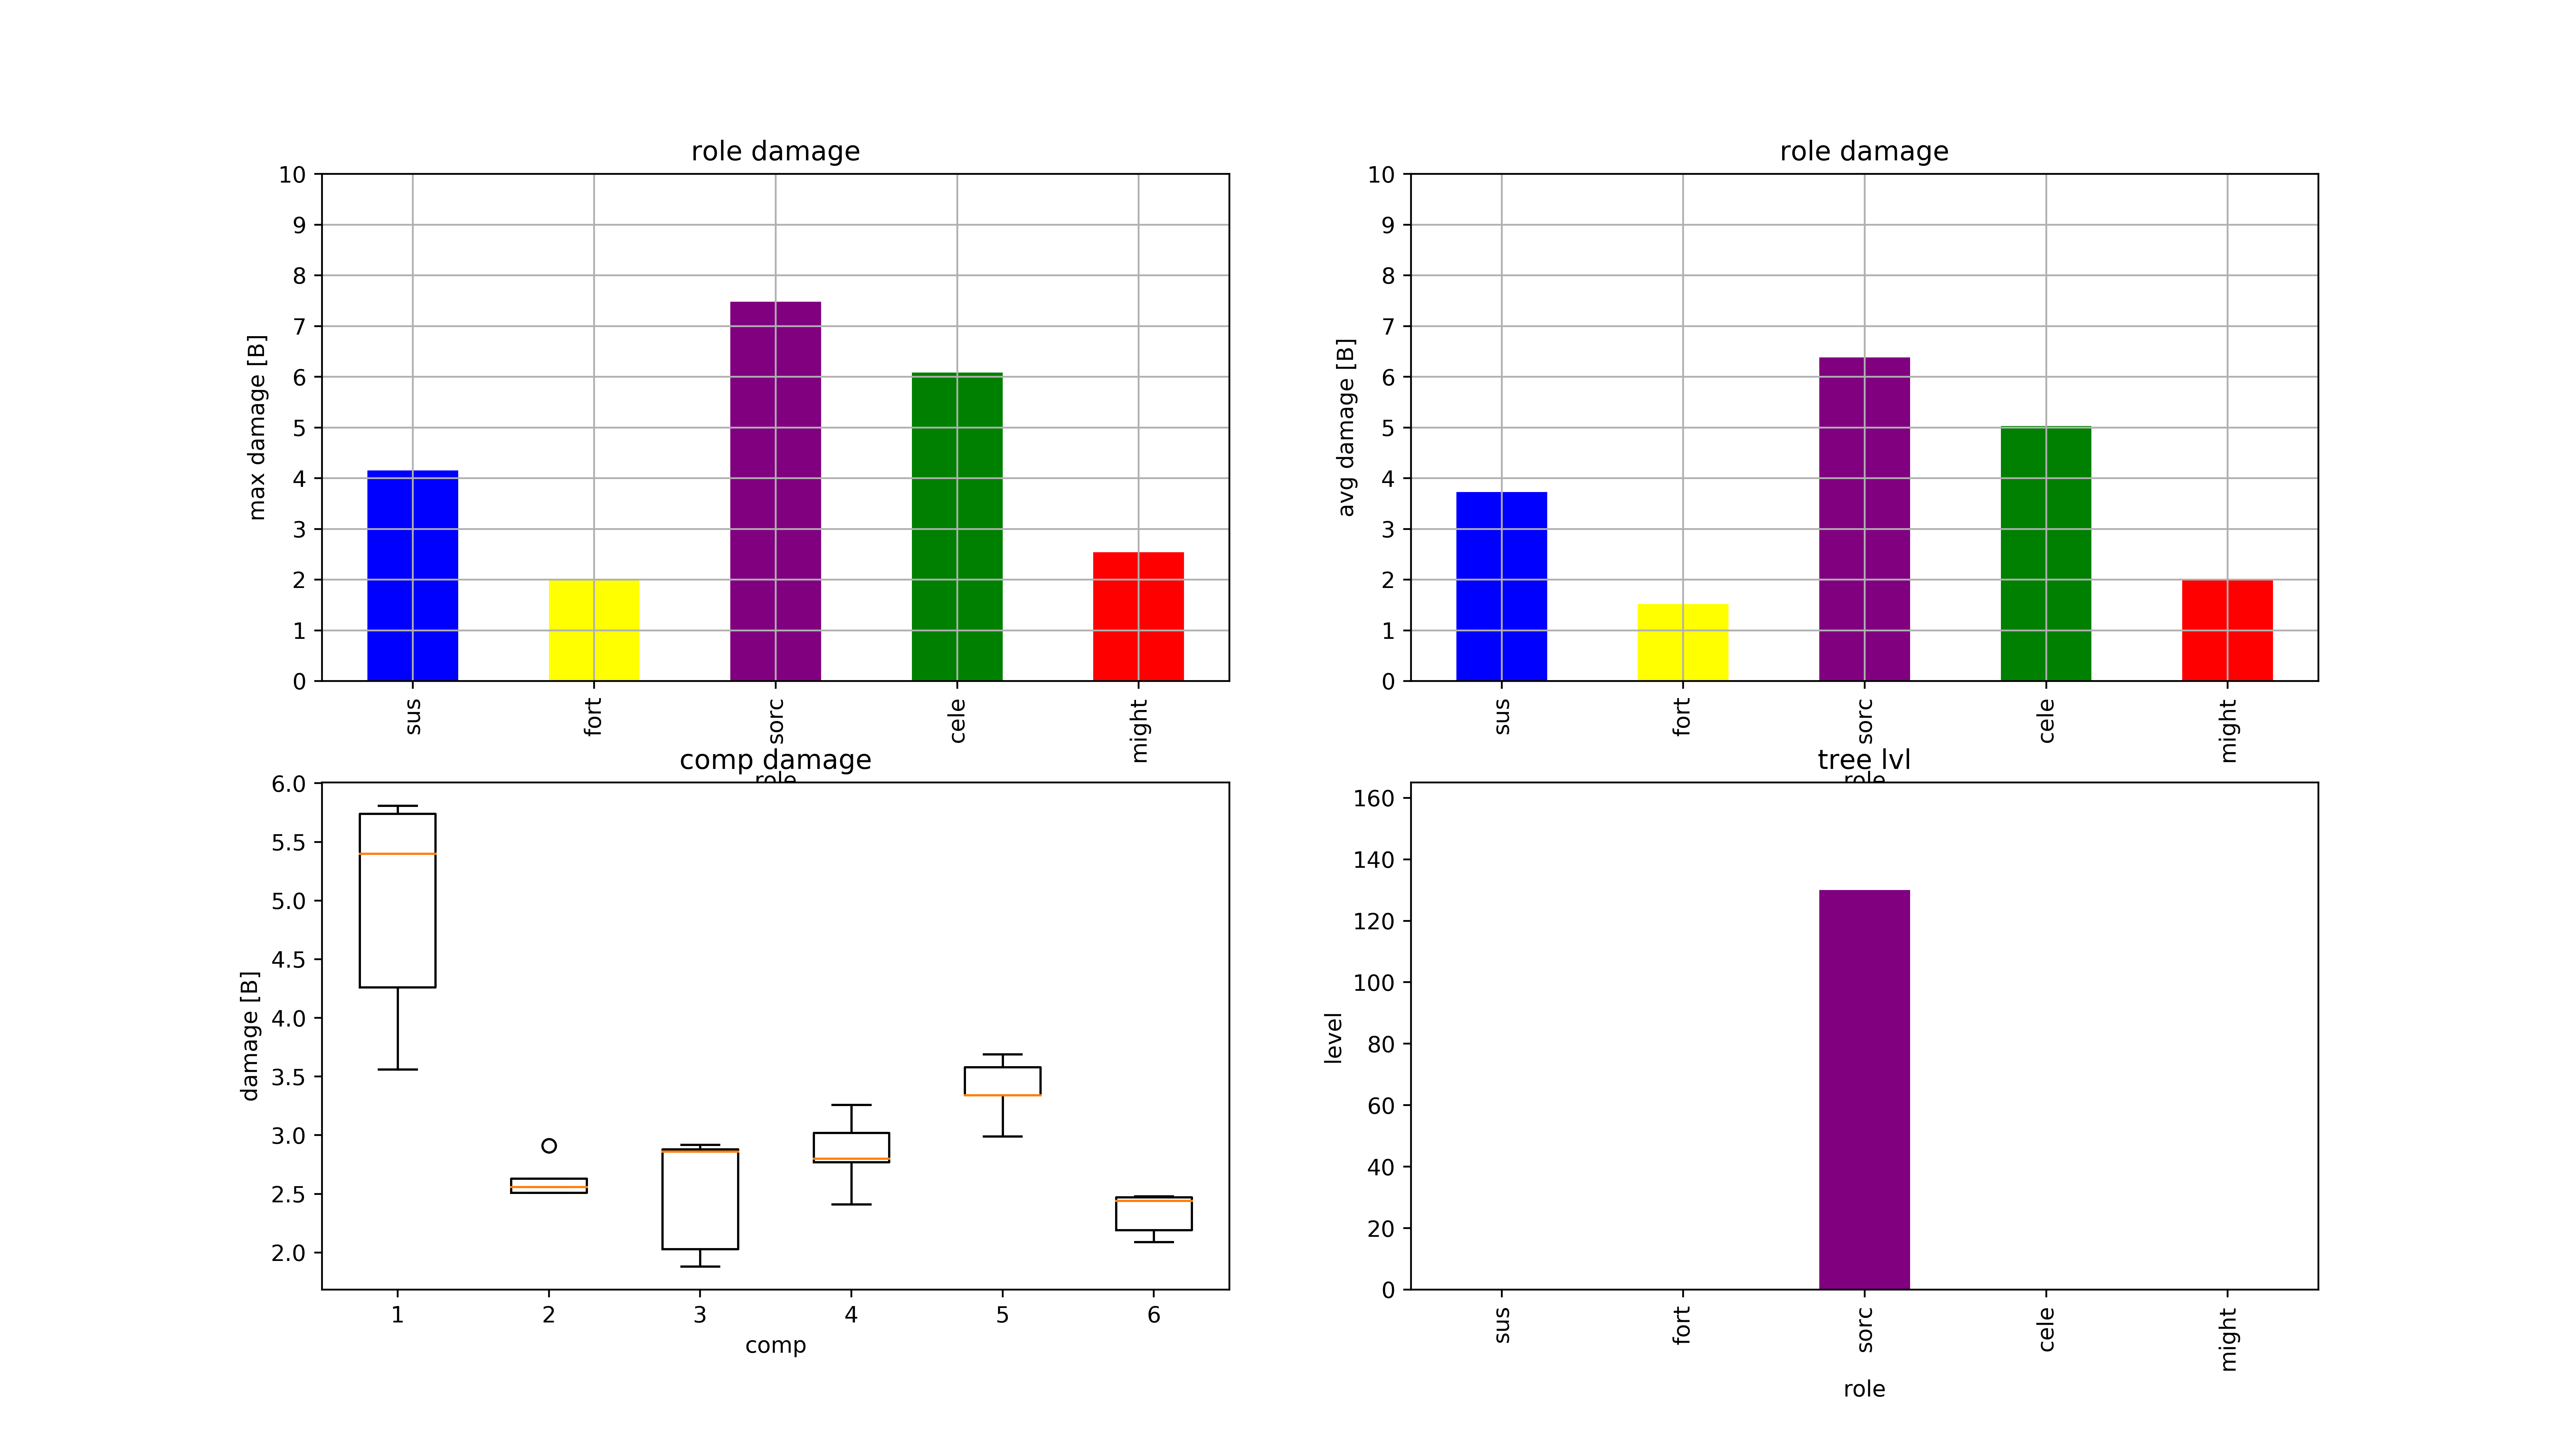 role damage
10
9
8
7
6
5
4
3
2
1
0
max damage [B]
sus
fort
sorc
cele
might
role
role damage
10
9
8
7
6
5
4
3
2
1
0
avg damage [B]
sus
fort
sorc
cele
might
role
comp damage
6.0
5.5
5.0
4.5
4.0
3.5
3.0
2.5
2.0
damage [B]
1 2 3 4 5 6
comp
tree lvl
160
140
120
100
80
60
40
20
0
level
sus
fort
sorc
cele
might
role